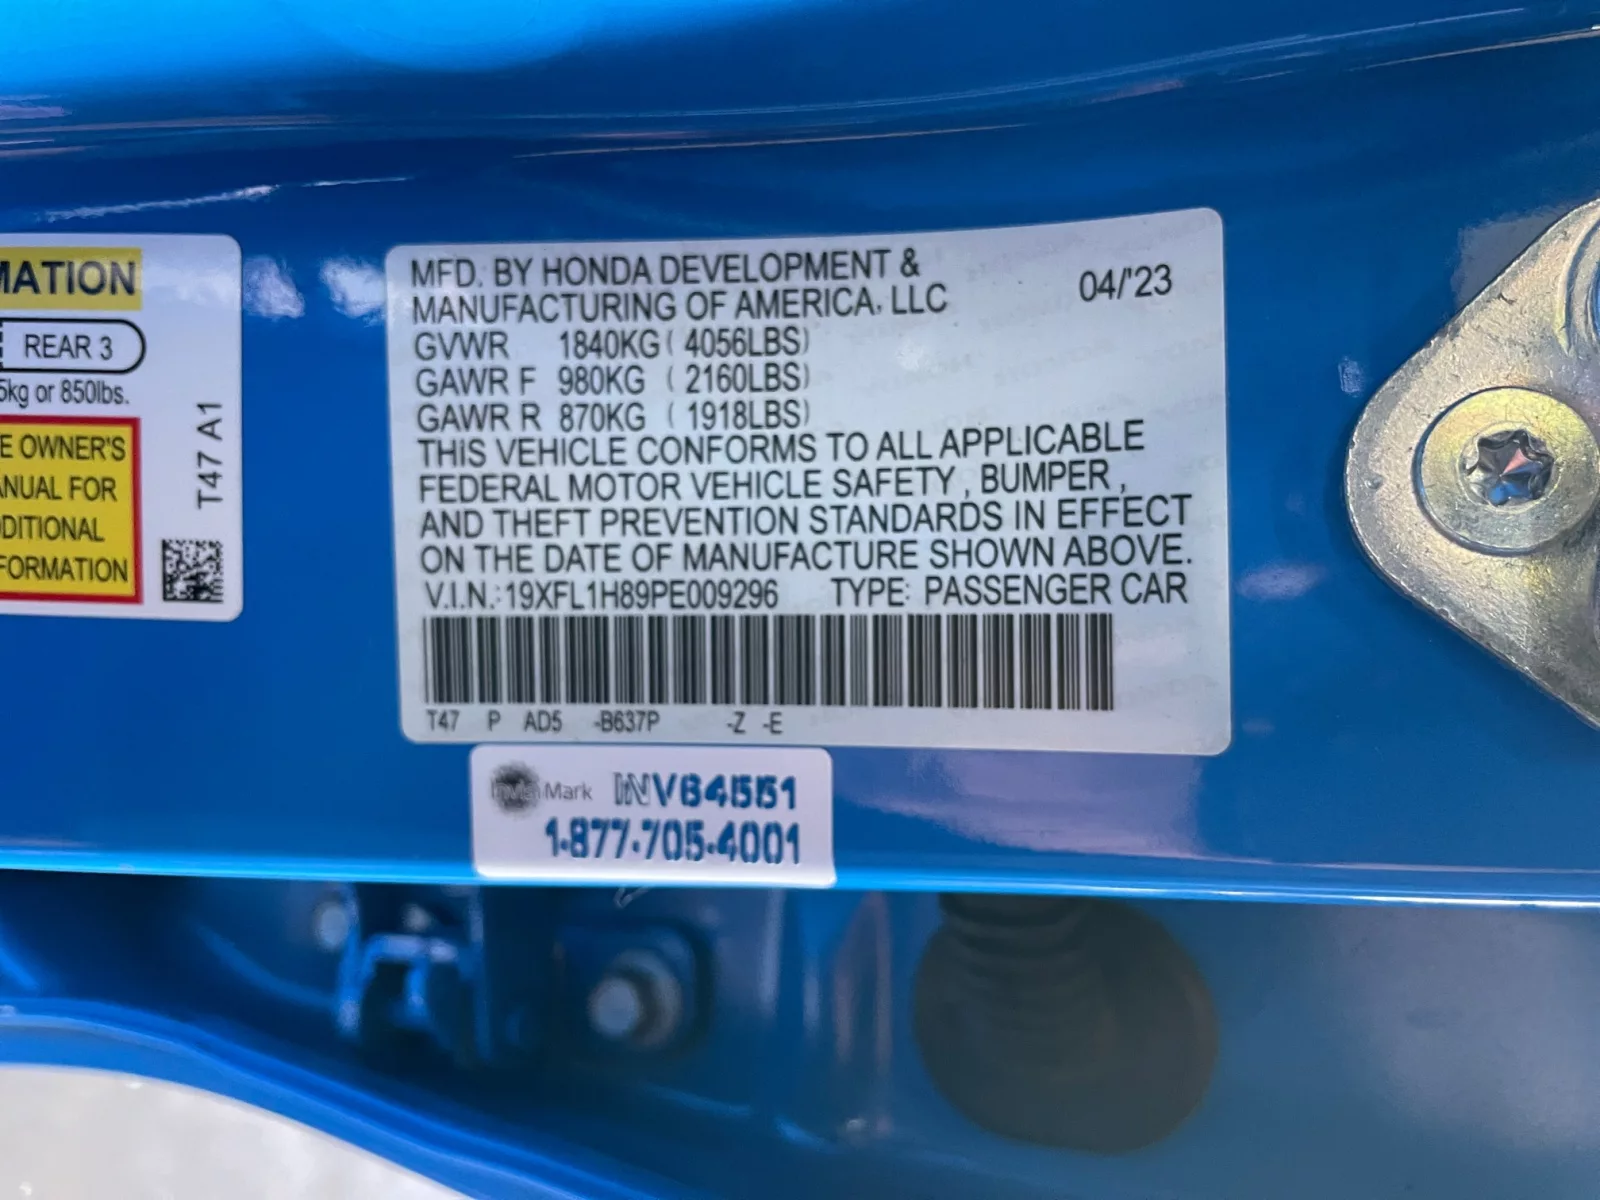 MATION
REAR 3
5kg or 850lbs.
E OWNER'S
ANUAL FOR
DDITIONAL
FORMATION
T47 A1
MFD. BY HONDA DEVELOPMENT &
MANUFACTURING OF AMERICA, LLC
04/'23
GVWR 1840KG ( 4056LBS)
GAWR F 980KG ( 2160LBS)
GAWR R 870KG ( 1918LBS)
THIS VEHICLE CONFORMS TO ALL APPLICABLE
FEDERAL MOTOR VEHICLE SAFETY , BUMPER ,
AND THEFT PREVENTION STANDARDS IN EFFECT
ON THE DATE OF MANUFACTURE SHOWN ABOVE.
V.I.N.: 19XFL1H89PE009296 TYPE: PASSENGER CAR
T47 P AD5 -B637P -Z -E
Mark
1-877-705-4001